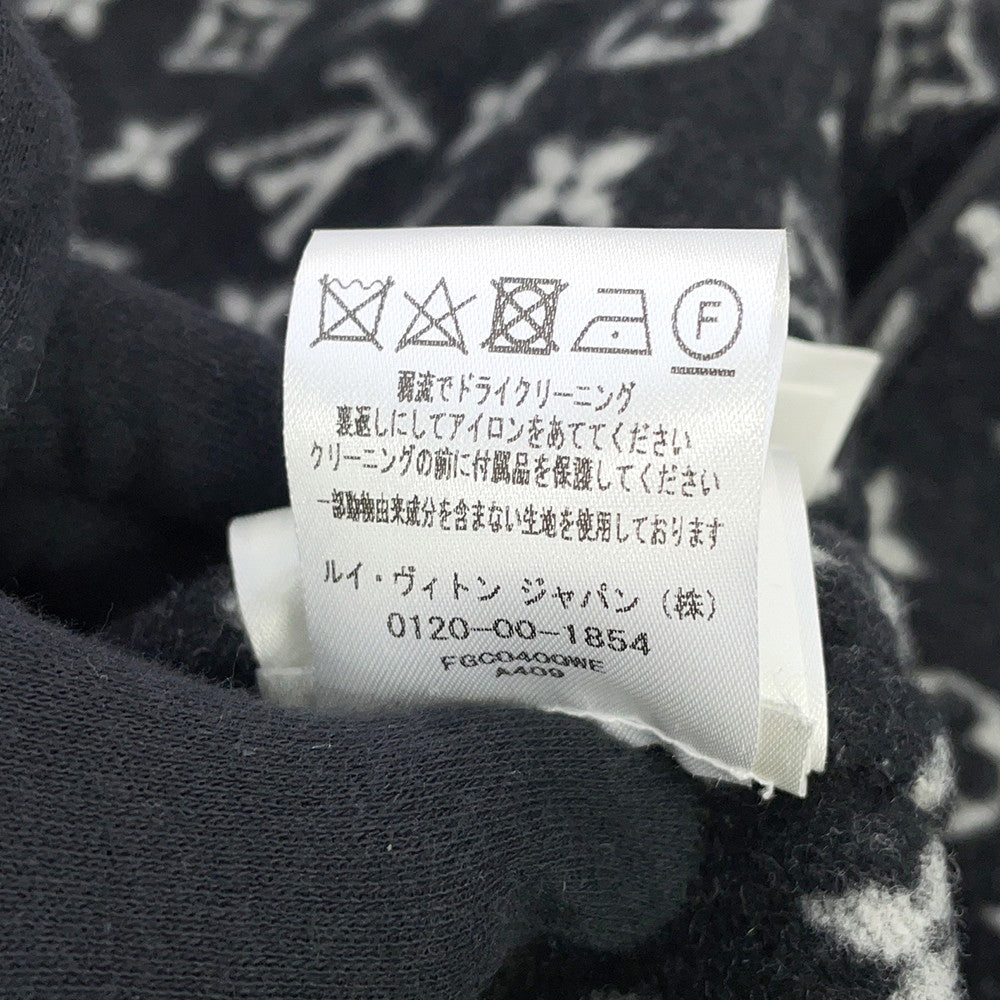 F
弱流でドライクリーニング
裏返しにしてアイロンをあててください
クリーニングの前に付属品を保護してください
一部動物由来成分を含まない生地を使用しております
ルイ・ヴィトン ジャパン (株)
0120-00-1854
FGC0400WE
A409